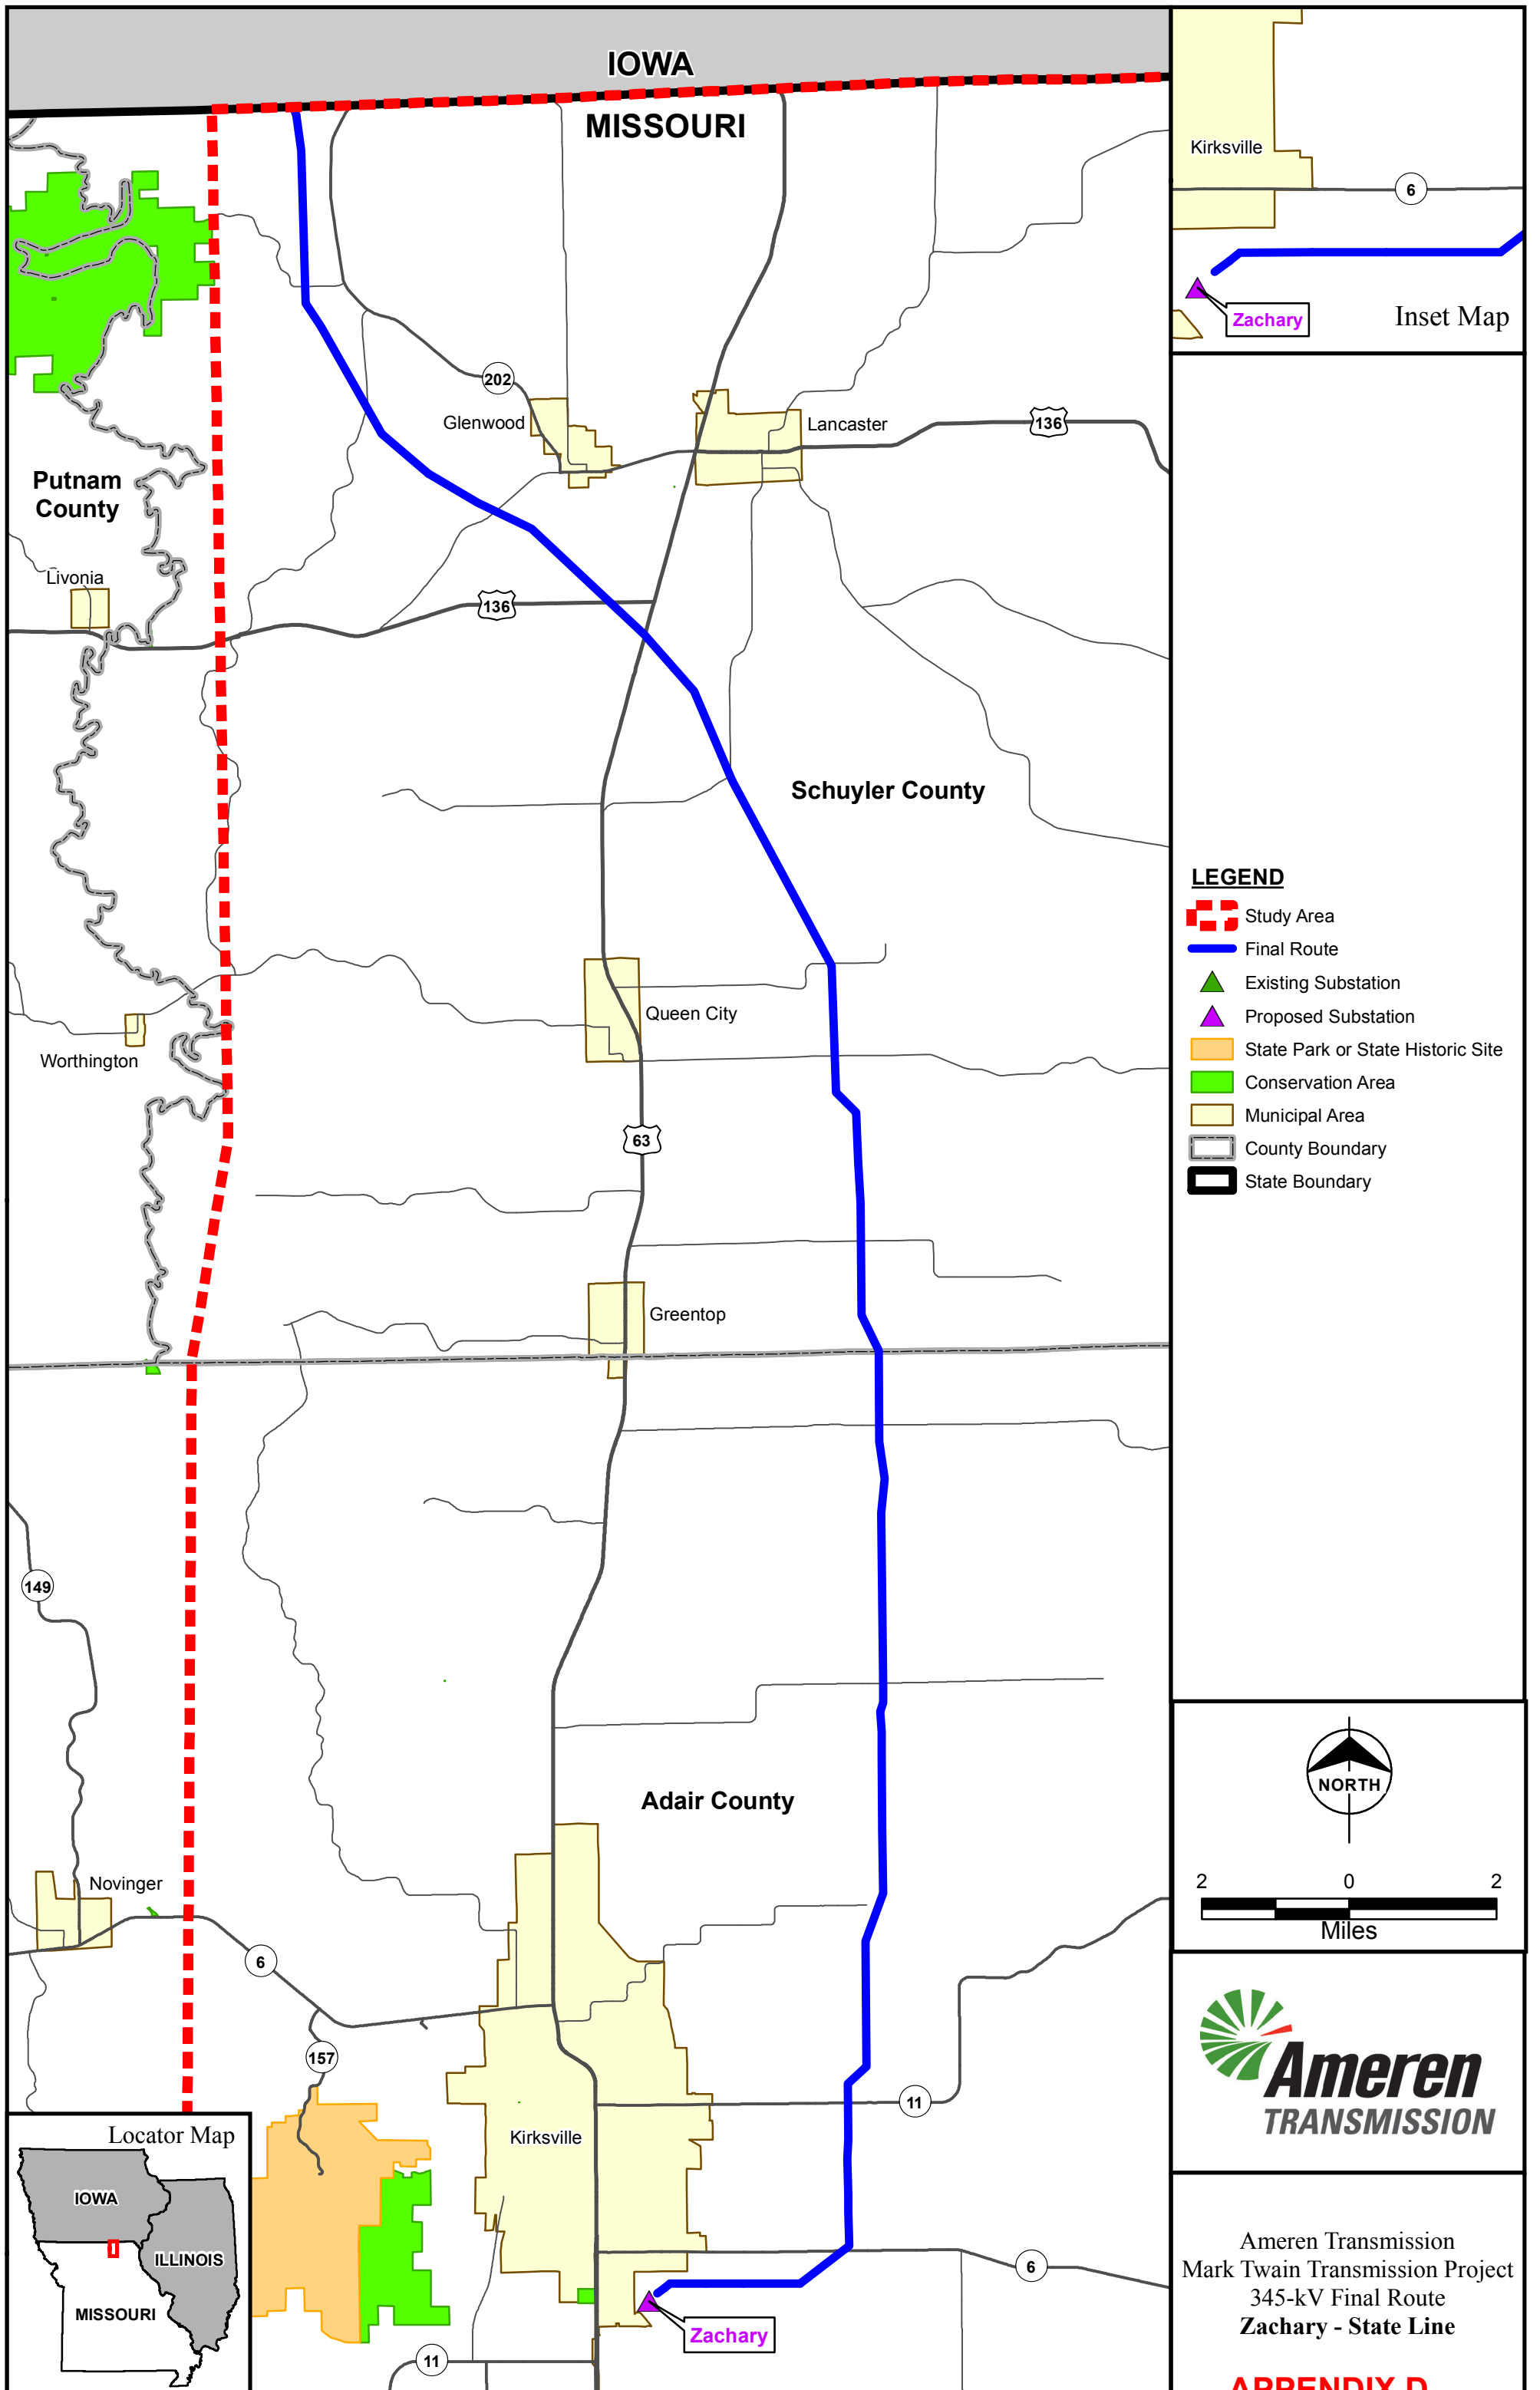 IOWA
MISSOURI
Kirksville
6
Zachary
Inset Map
202
Glenwood
Lancaster
136
Putnam
County
Livonia
136
Schuyler County
LEGEND
Study Area
Final Route
Existing Substation
Proposed Substation
State Park or State Historic Site
Conservation Area
Municipal Area
County Boundary
State Boundary
Queen City
Worthington
63
Greentop
149
Adair County
NORTH
2 0 2
Miles
Novinger
6
157
11
Kirksville
6
Zachary
11
Locator Map
IOWA
ILLINOIS
MISSOURI
Ameren
TRANSMISSION
Ameren Transmission
Mark Twain Transmission Project
345-kV Final Route
Zachary - State Line
APPENDIX D